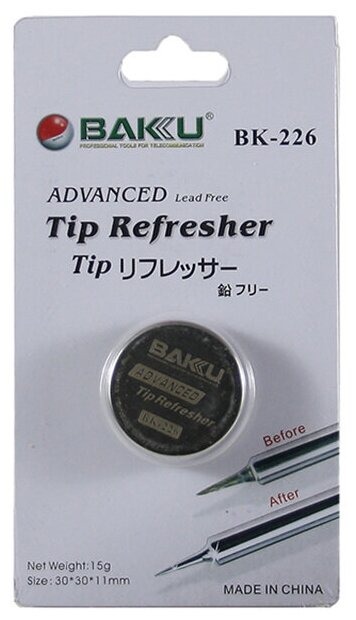 BAKU®
PROFESSIONAL TOOLS FOR TELECOMMUNICATION
BK-226
ADVANCED Lead Free
Tip Refresher
Tip リフレッサー
鉛 フリー
BAKU
ADVANCED
Tip Refresher
BK-226
Before
After
Net Weight:15g
Size:30*30*11mm
MADE IN CHINA